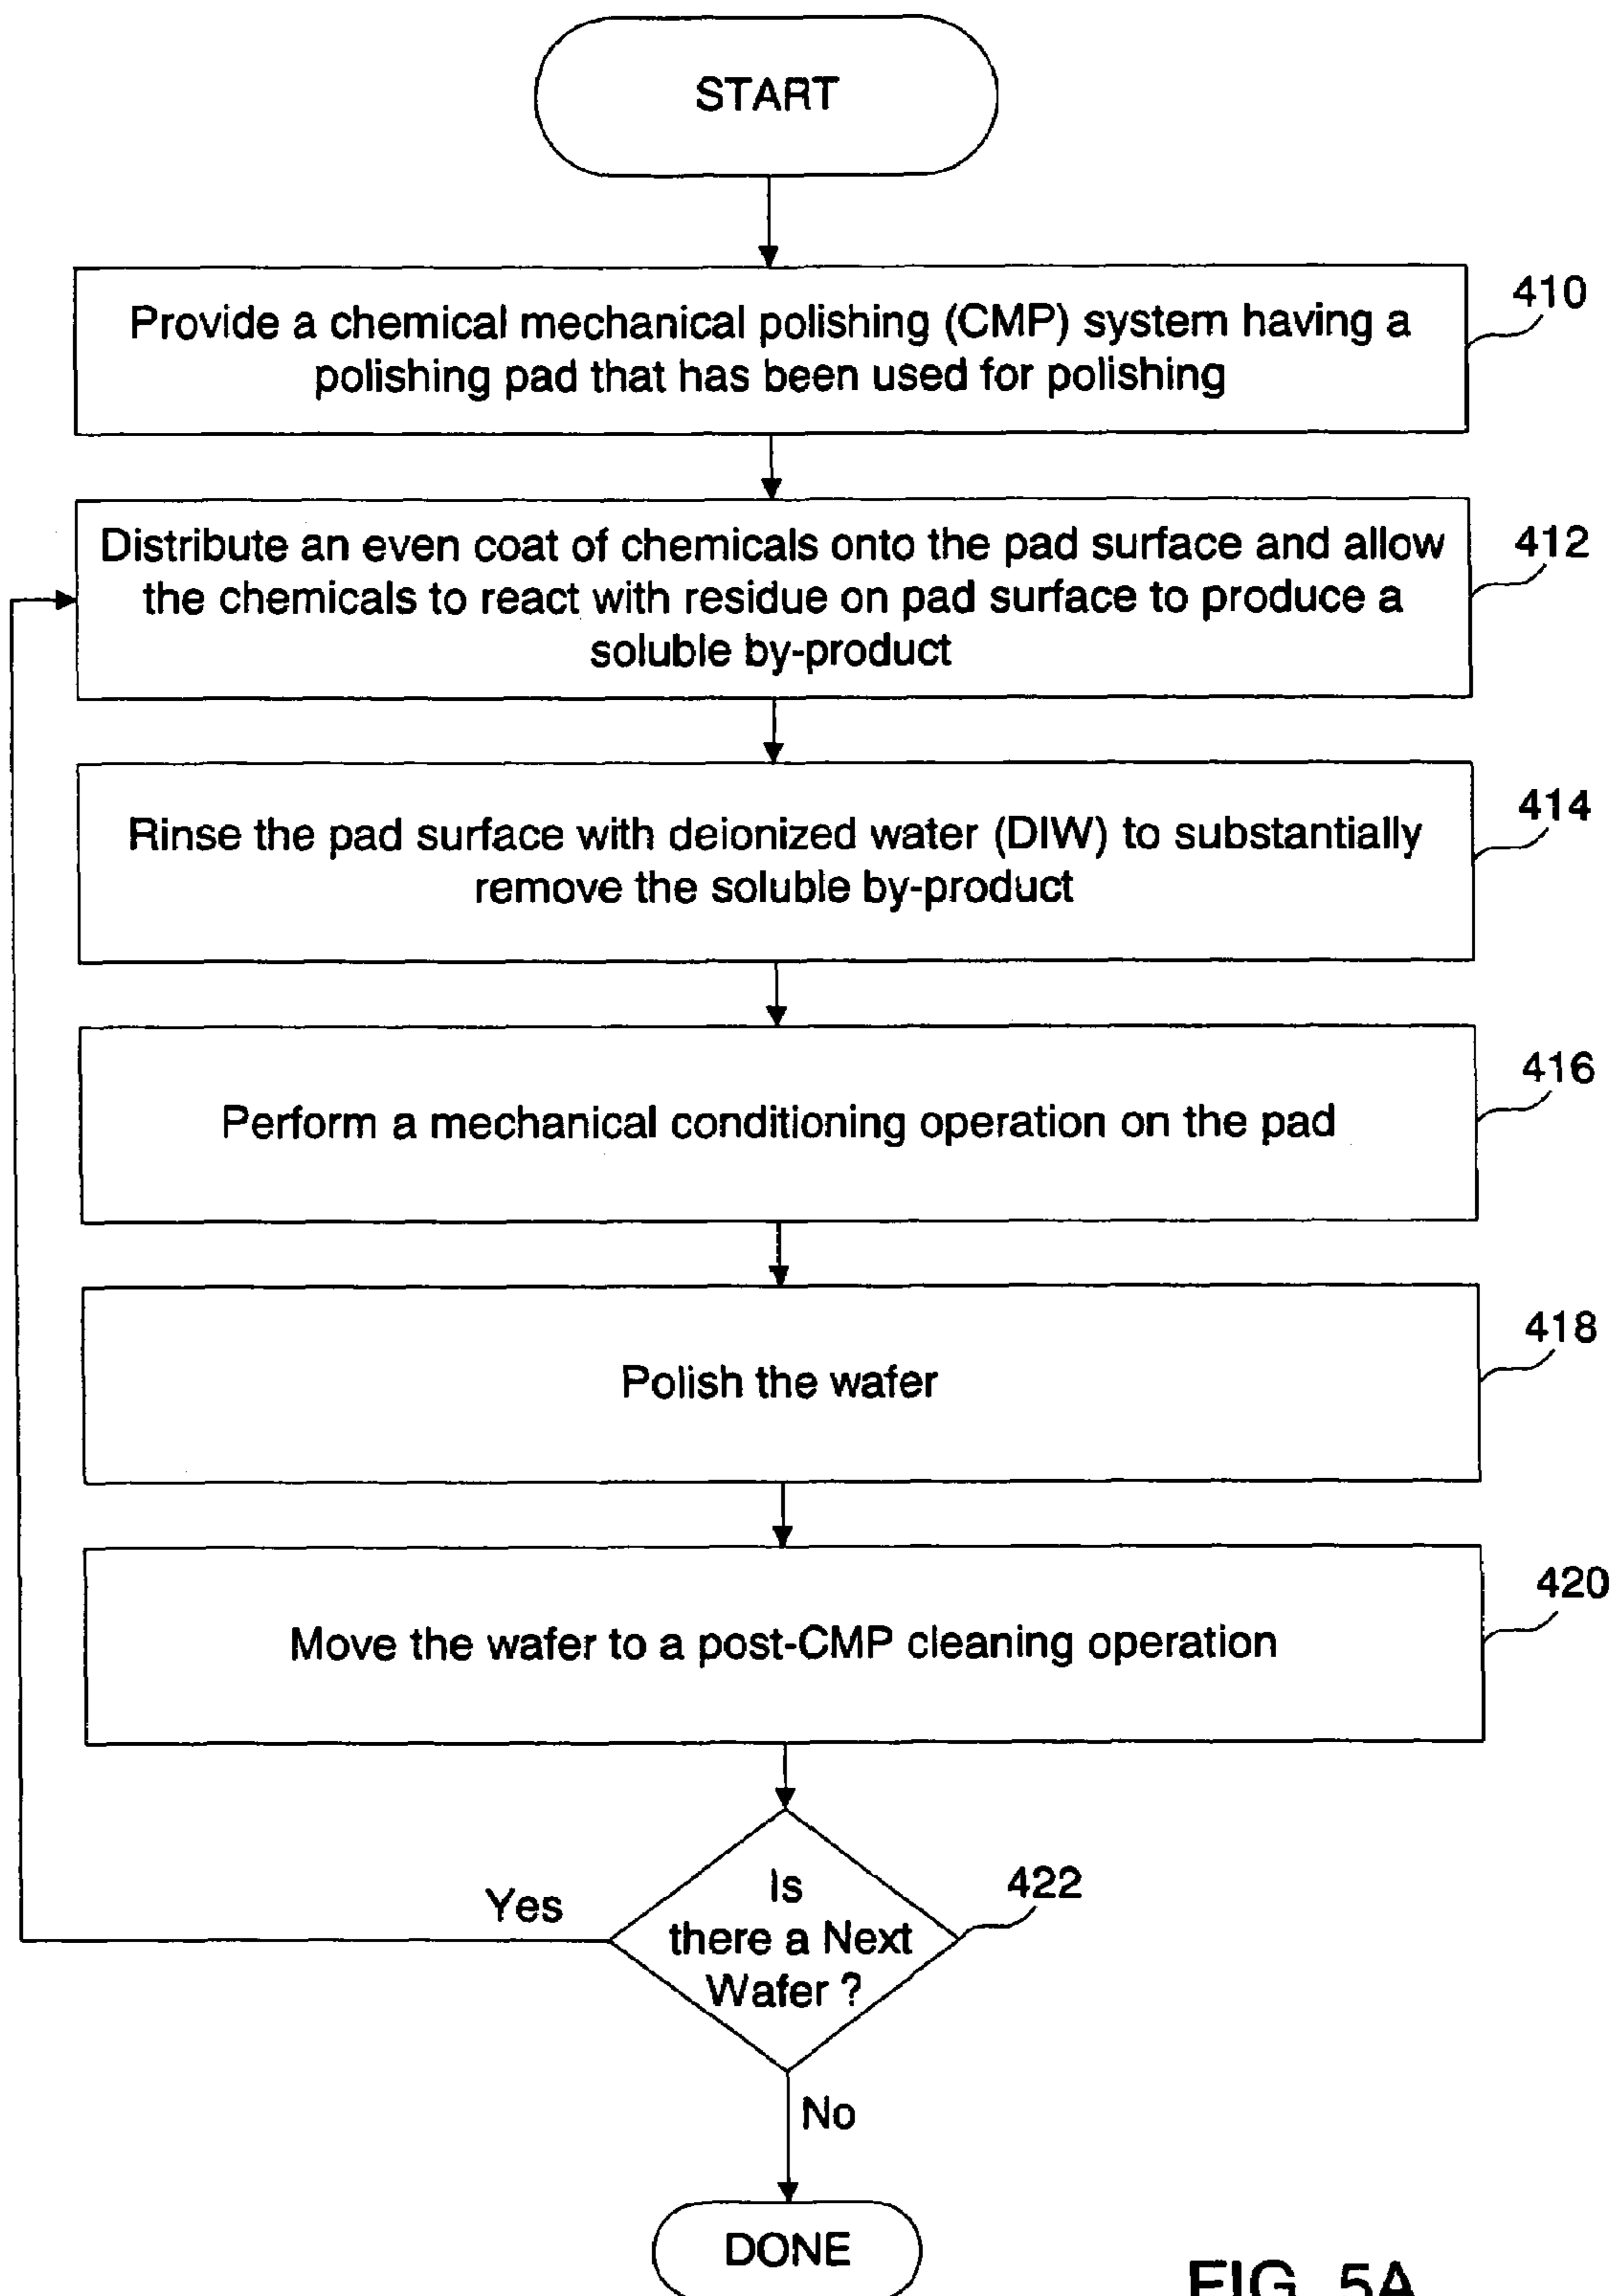 START
410
Provide a chemical mechanical polishing (CMP) system having a
polishing pad that has been used for polishing
412
Distribute an even coat of chemicals onto the pad surface and allow
the chemicals to react with residue on pad surface to produce a
soluble by-product
414
Rinse the pad surface with deionized water (DIW) to substantially
remove the soluble by-product
416
Perform a mechanical conditioning operation on the pad
418
Polish the wafer
420
Move the wafer to a post-CMP cleaning operation
422
Is
there a Next
Wafer ?
Yes
No
DONE
FIG. 5A